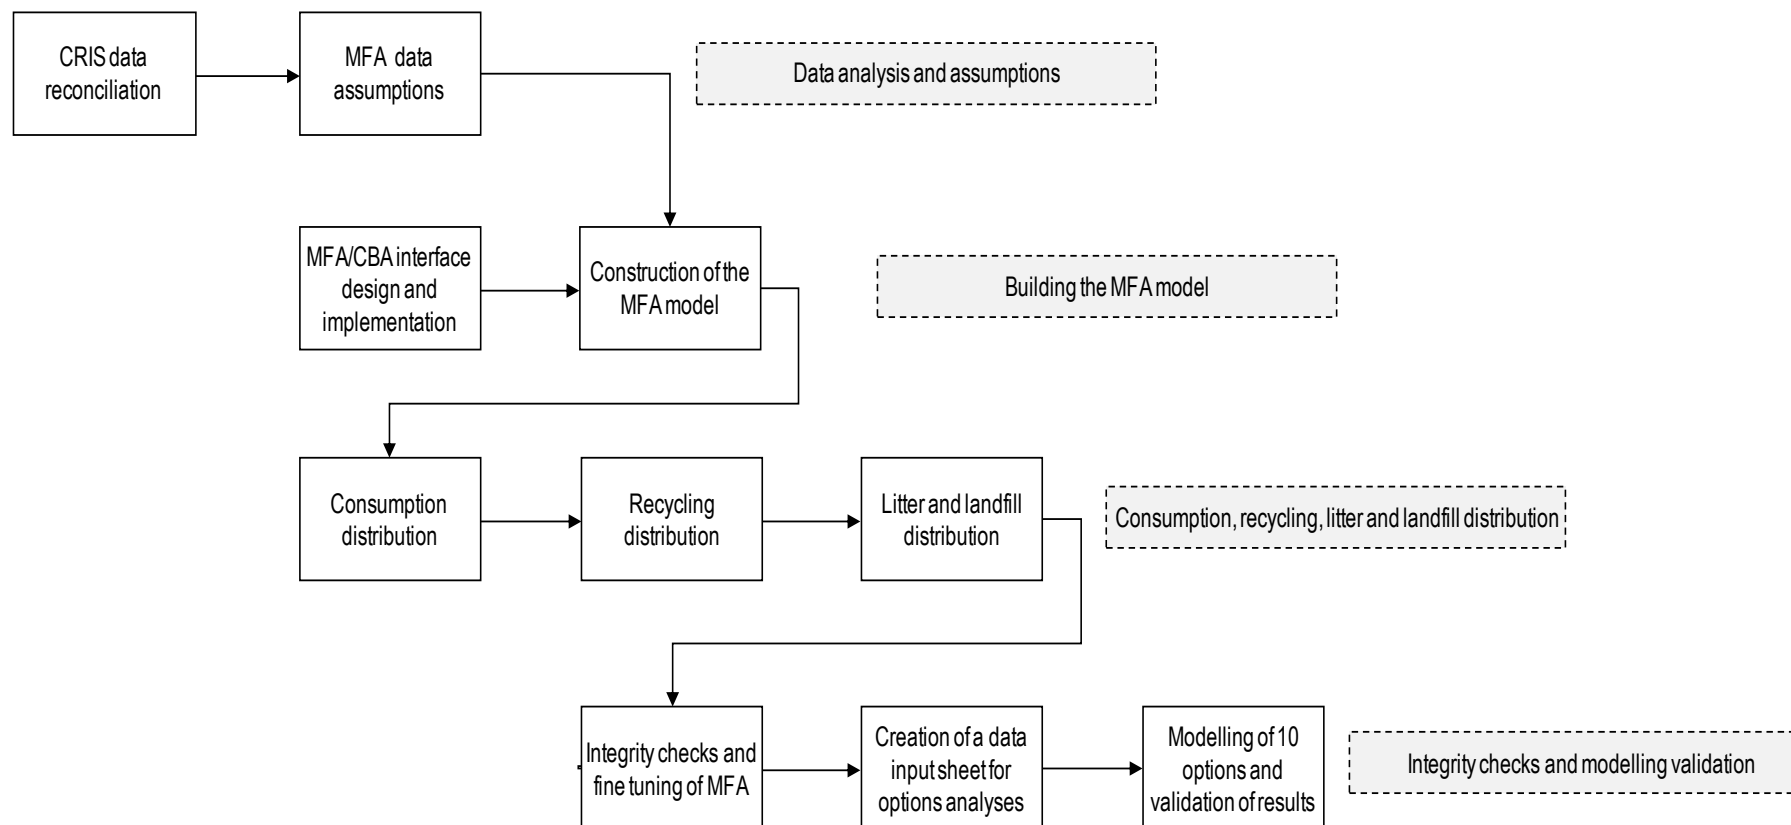 CRIS data
reconciliation
MFA data
assumptions
Data analysis and assumptions
MFA/CBA interface
design and
implementation
Construction of the
MFA model
Building the MFA model
Consumption
distribution
Recycling
distribution
Litter and landfill
distribution
Consumption, recycling, litter and landfill distribution
Integrity checks and
fine tuning of MFA
Creation of a data
input sheet for
options analyses
Modelling of 10
options and
validation of results
Integrity checks and modelling validation